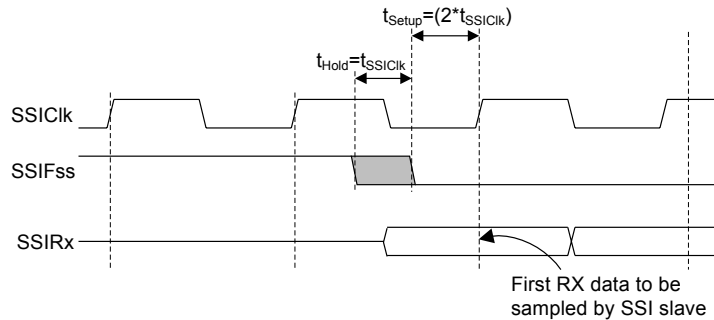 tSetup=(2*tSSIClk)
tHold=tSSIClk
SSIClk
SSIFss
SSIRx
First RX data to be
sampled by SSI slave